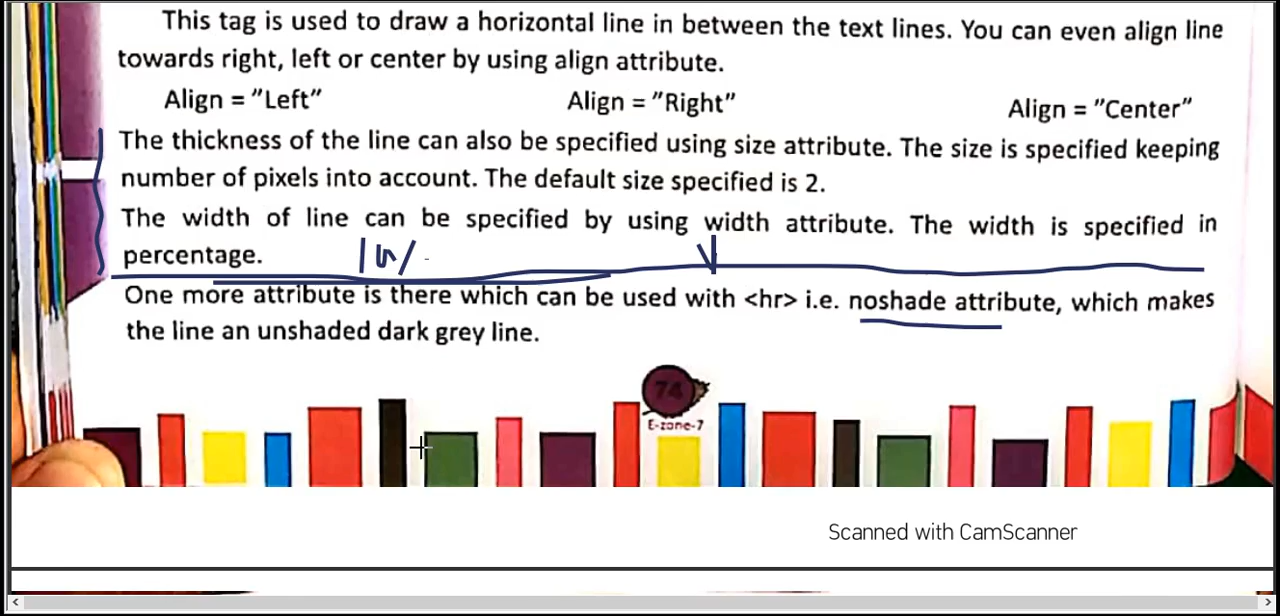 This tag is used to draw a horizontal line in between the text lines. You can even align line
towards right, left or center by using align attribute.
Align = "Left" Align = "Right" Align = "Center"
The thickness of the line can also be specified using size attribute. The size is specified keeping
number of pixels into account. The default size specified is 2.
The width of line can be specified by using width attribute. The width is specified in
percentage.
One more attribute is there which can be used with <hr> i.e. noshade attribute, which makes
the line an unshaded dark grey line.
74
E-zone-7
Scanned with CamScanner